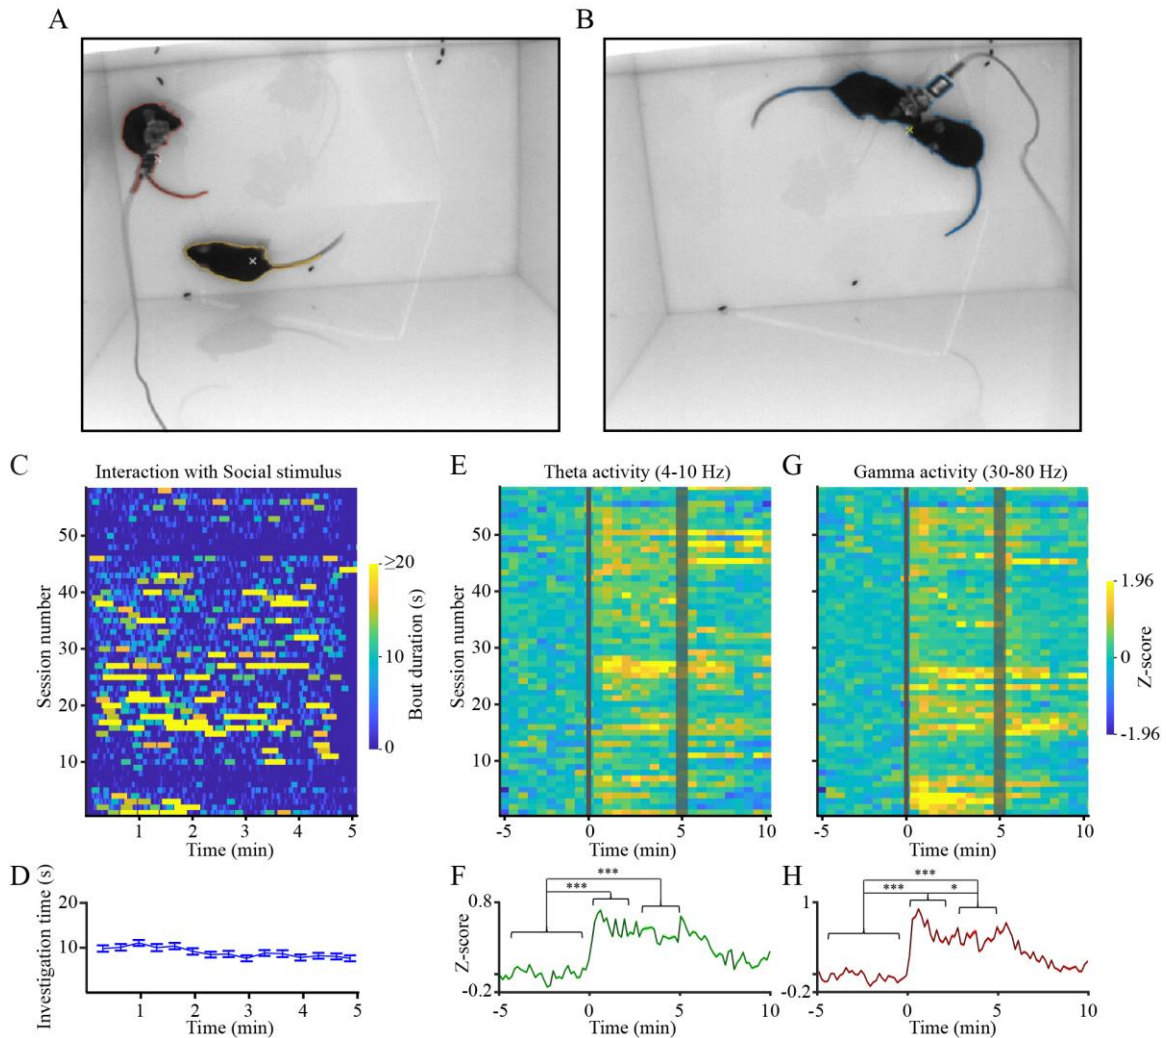 A
B
C
Interaction with Social stimulus
Session number
50
40
30
20
10
1
2
3
4
5
Time (min)
≥20
10
0
Bout duration (s)
E
Theta activity (4-10 Hz)
Session number
50
40
30
20
10
-5
0
5
10
Time (min)
G
Gamma activity (30-80 Hz)
-5
0
5
10
Time (min)
1.96
0
-1.96
Z-score
D
Investigation time (s)
20
10
1
2
3
4
5
Time (min)
F
Z-score
0.8
-0.2
***
***
-5
0
5
10
Time (min)
H
1
-0.2
***
***
*
-5
0
5
10
Time (min)